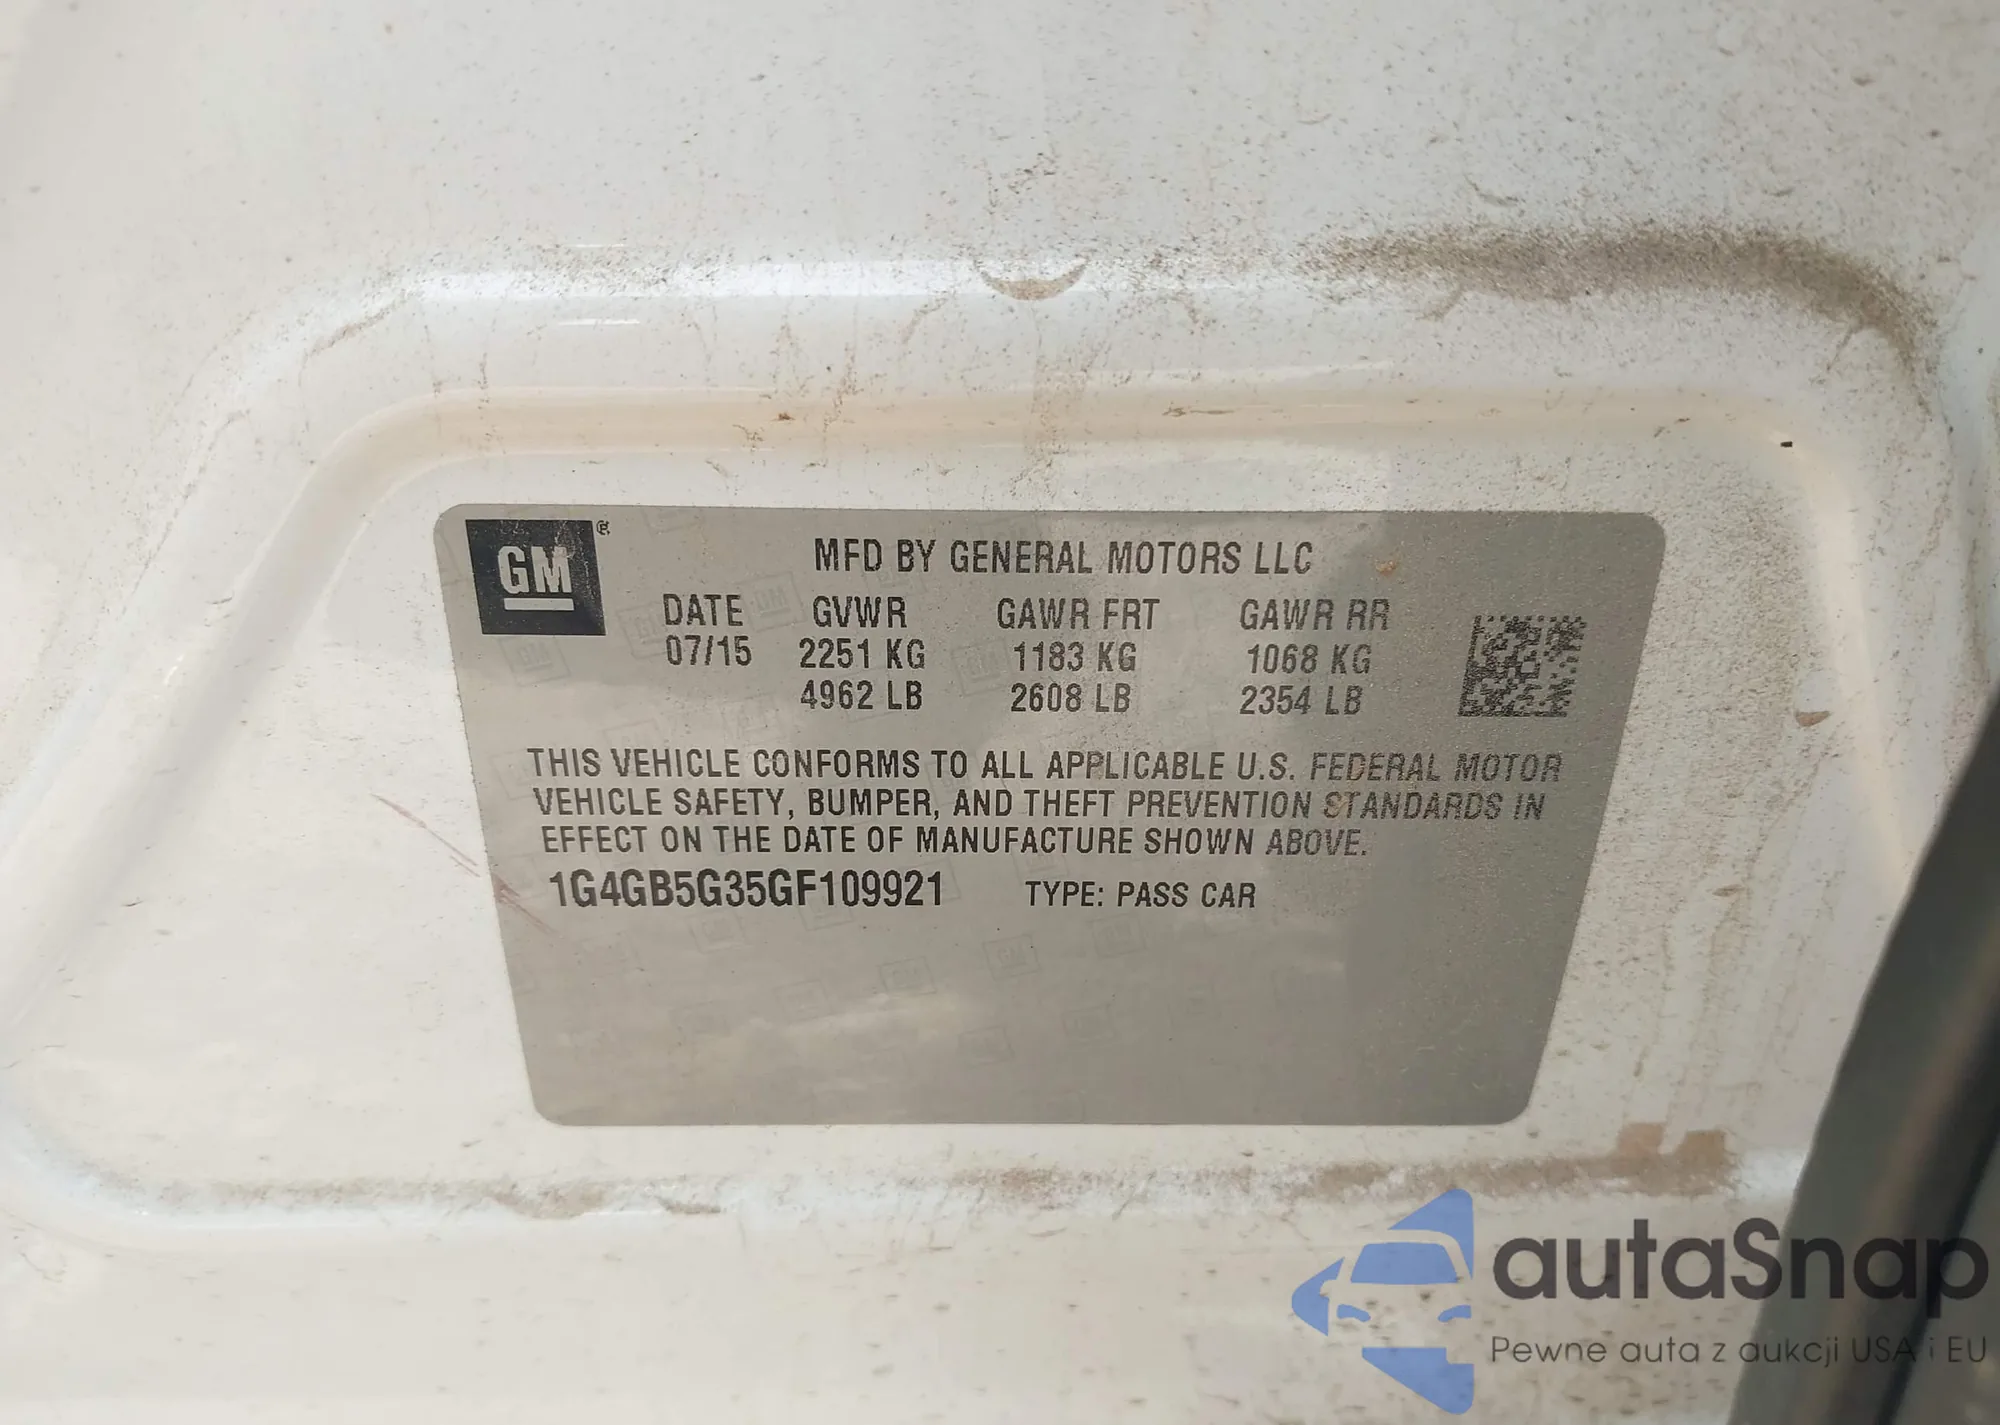 GM®
MFD BY GENERAL MOTORS LLC
DATE GVWR GAWR FRT GAWR RR
07/15 2251 KG 1183 KG 1068 KG
4962 LB 2608 LB 2354 LB
THIS VEHICLE CONFORMS TO ALL APPLICABLE U.S. FEDERAL MOTOR
VEHICLE SAFETY, BUMPER, AND THEFT PREVENTION STANDARDS IN
EFFECT ON THE DATE OF MANUFACTURE SHOWN ABOVE.
1G4GB5G35GF109921 TYPE: PASS CAR
autaSnap
Pewne auta z aukcji USA i EU